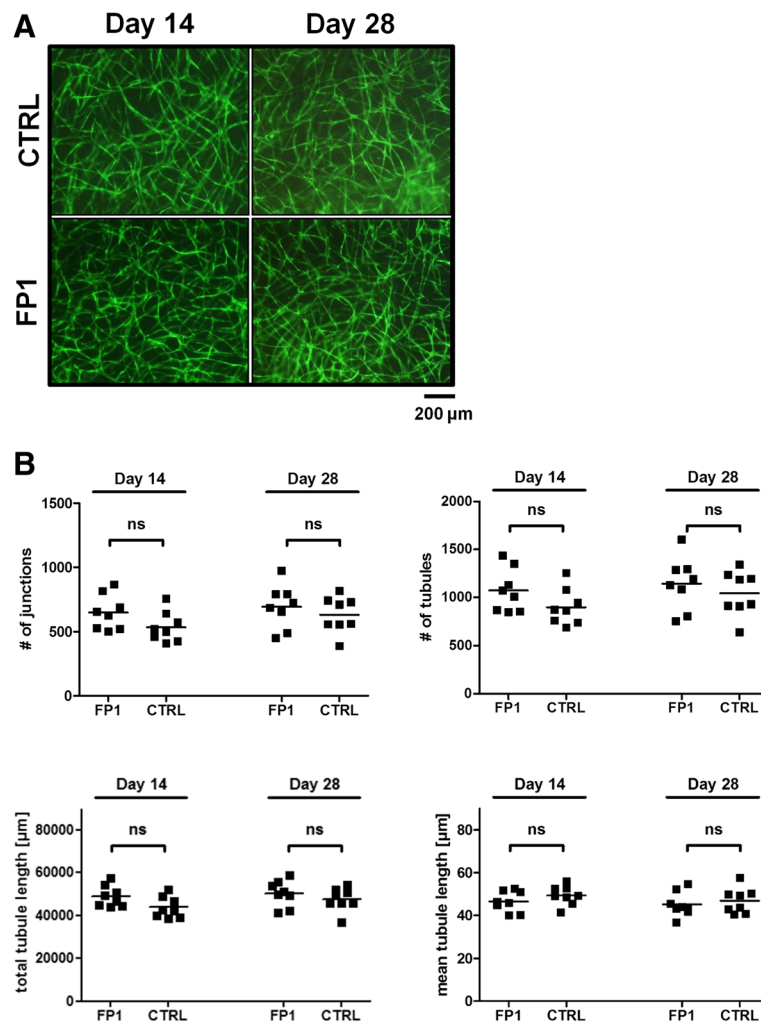 A
Day 14 Day 28
CTRL
FP1
200 µm
B
Day 14 Day 28
ns ns
# of junctions
1500
1000
500
0
FP1 CTRL FP1 CTRL
Day 14 Day 28
ns ns
# of tubules
2000
1500
1000
500
0
FP1 CTRL FP1 CTRL
Day 14 Day 28
ns ns
total tubule length [µm]
80000
60000
40000
20000
0
FP1 CTRL FP1 CTRL
Day 14 Day 28
ns ns
mean tubule length [µm]
80
60
40
20
0
FP1 CTRL FP1 CTRL